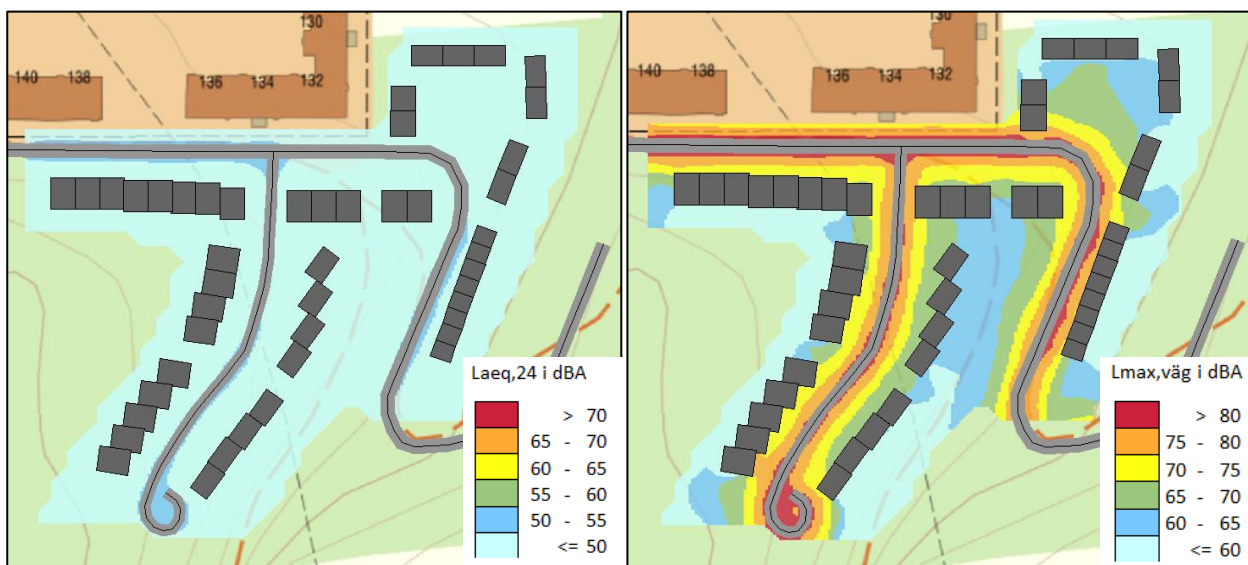 130
140 138
136 134 132
Laeq,24 i dBA
> 70
65 - 70
60 - 65
55 - 60
50 - 55
<= 50
130
140 138
136 134 132
Lmax,väg i dBA
> 80
75 - 80
70 - 75
65 - 70
60 - 65
<= 60